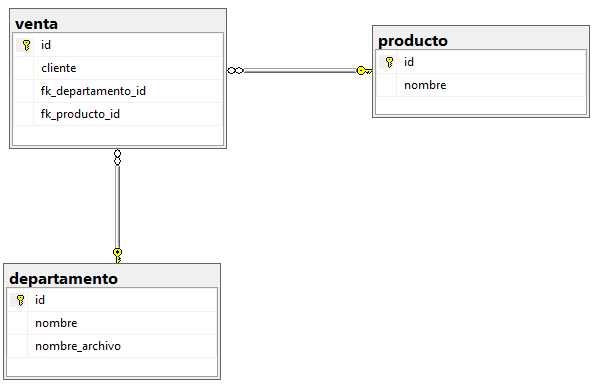 venta
id
cliente
fk_departamento_id
fk_producto_id
producto
id
nombre
departamento
id
nombre
nombre_archivo